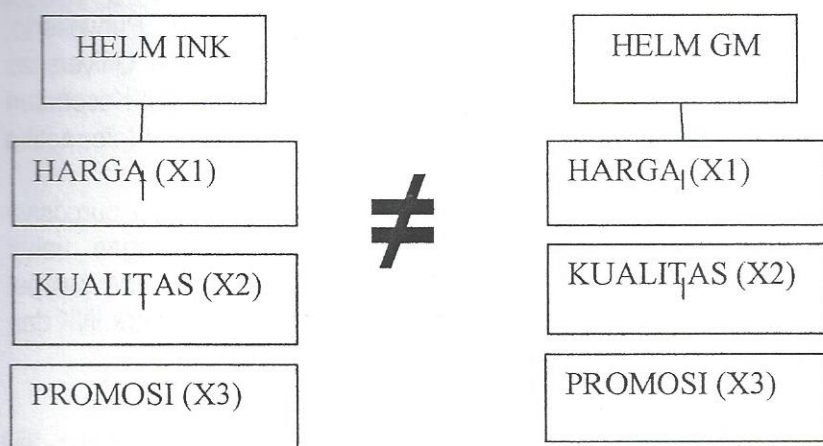 HELM INK
HARGA (X1)
KUALITAS (X2)
PROMOSI (X3)
≠
HELM GM
HARGA (X1)
KUALITAS (X2)
PROMOSI (X3)